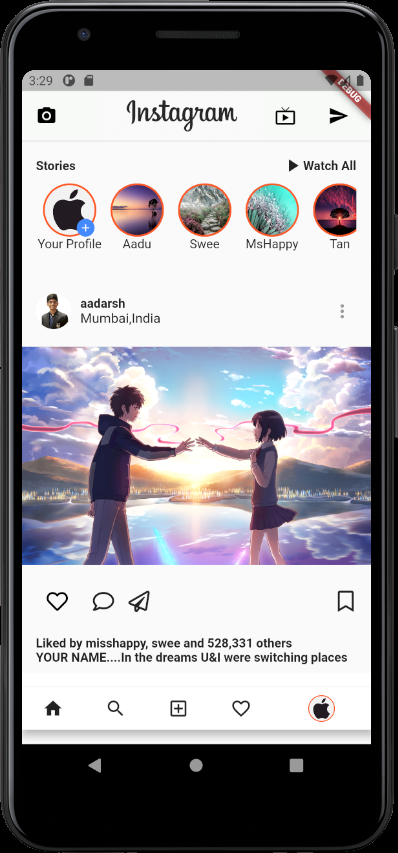 3:29
DEBUG
Instagram
Stories
Watch All
Your Profile
Aadu
Swee
MsHappy
Tan
aadarsh
Mumbai,India
Liked by misshappy, swee and 528,331 others
YOUR NAME....In the dreams U&I were switching places